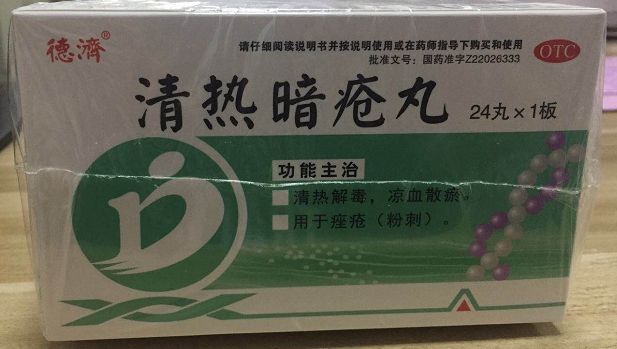 德濟®
请仔细阅读说明书并按说明使用或在药师指导下购买和使用
批准文号：国药准字Z22026333
OTC
清热暗疮丸
24丸×1板
功能主治
清热解毒，凉血散瘀。
用于痤疮（粉刺）。